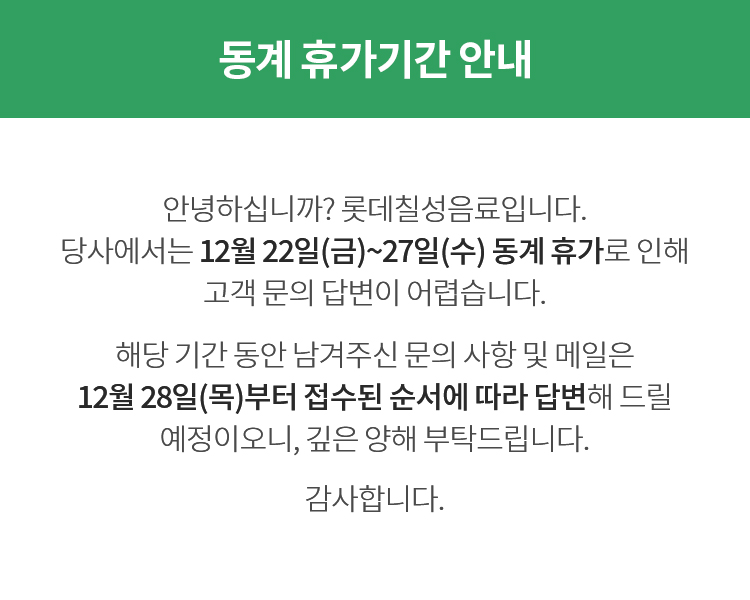 동계 휴가기간 안내
안녕하십니까? 롯데칠성음료입니다.
당사에서는 12월 22일(금)~27일(수) 동계 휴가로 인해
고객 문의 답변이 어렵습니다.
해당 기간 동안 남겨주신 문의 사항 및 메일은
12월 28일(목)부터 접수된 순서에 따라 답변해 드릴
예정이오니, 깊은 양해 부탁드립니다.
감사합니다.